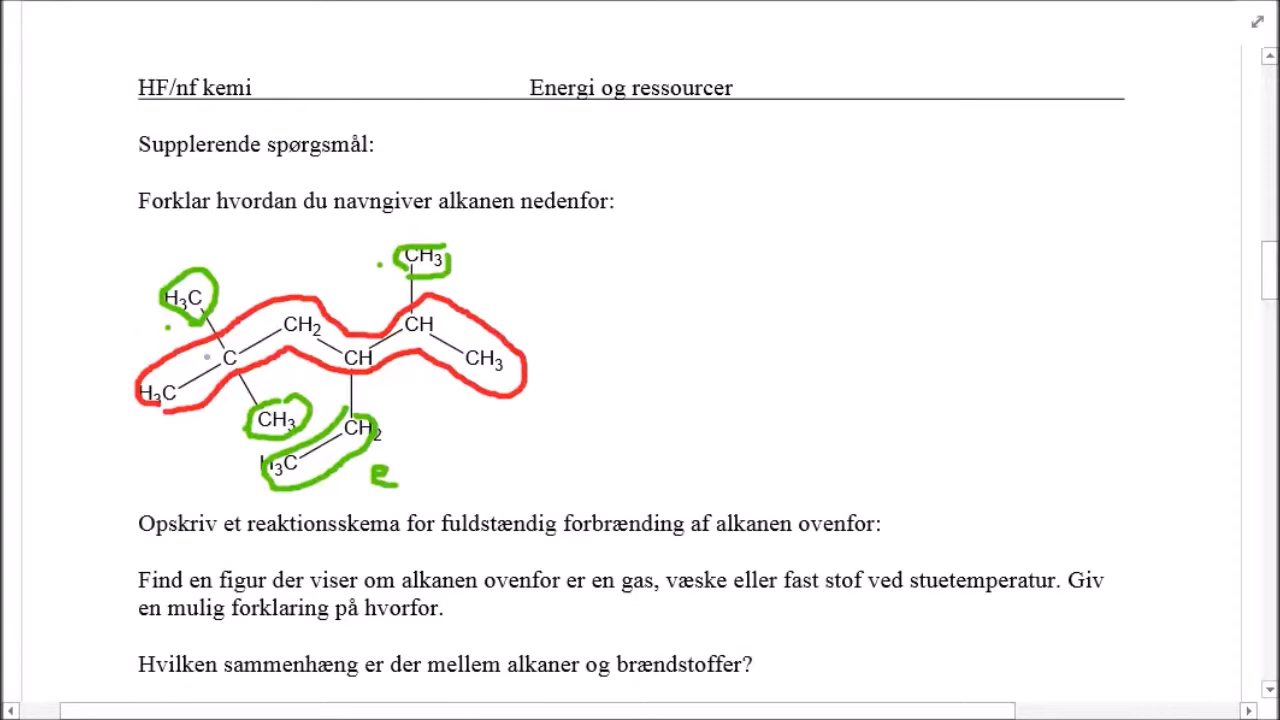 HF/nf kemi Energi og ressourcer
Supplerende spørgsmål:
Forklar hvordan du navngiver alkanen nedenfor:
CH3
H3C
CH2 CH
C CH CH3
H3C
CH3 CH2
H3C
e
Opskriv et reaktionsskema for fuldstændig forbrænding af alkanen ovenfor:
Find en figur der viser om alkanen ovenfor er en gas, væske eller fast stof ved stuetemperatur. Giv
en mulig forklaring på hvorfor.
Hvilken sammenhæng er der mellem alkaner og brændstoffer?